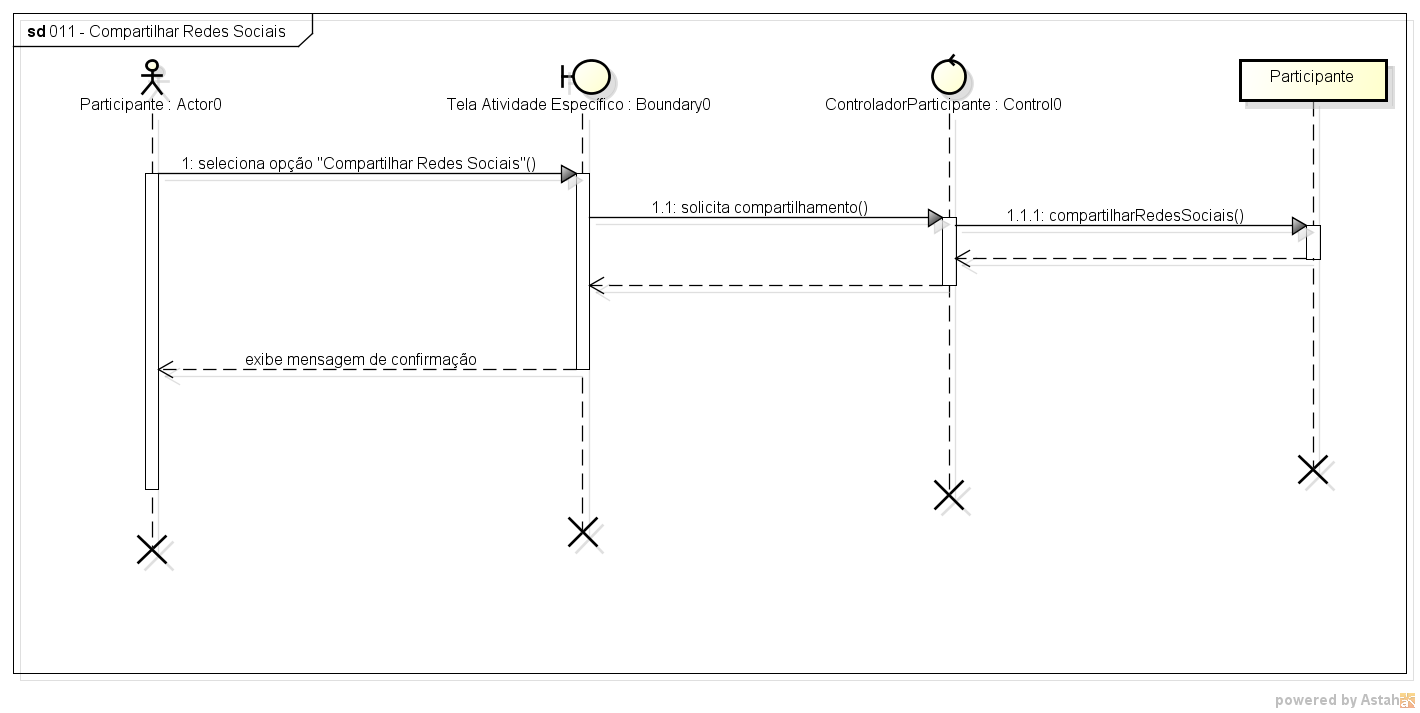 sd 011 - Compartilhar Redes Sociais
Participante : Actor0
Tela Atividade Específico : Boundary0
ControladorParticipante : Control0
Participante
1: seleciona opção "Compartilhar Redes Sociais"()
1.1: solicita compartilhamento()
1.1.1: compartilharRedesSociais()
exibe mensagem de confirmação
powered by Astah